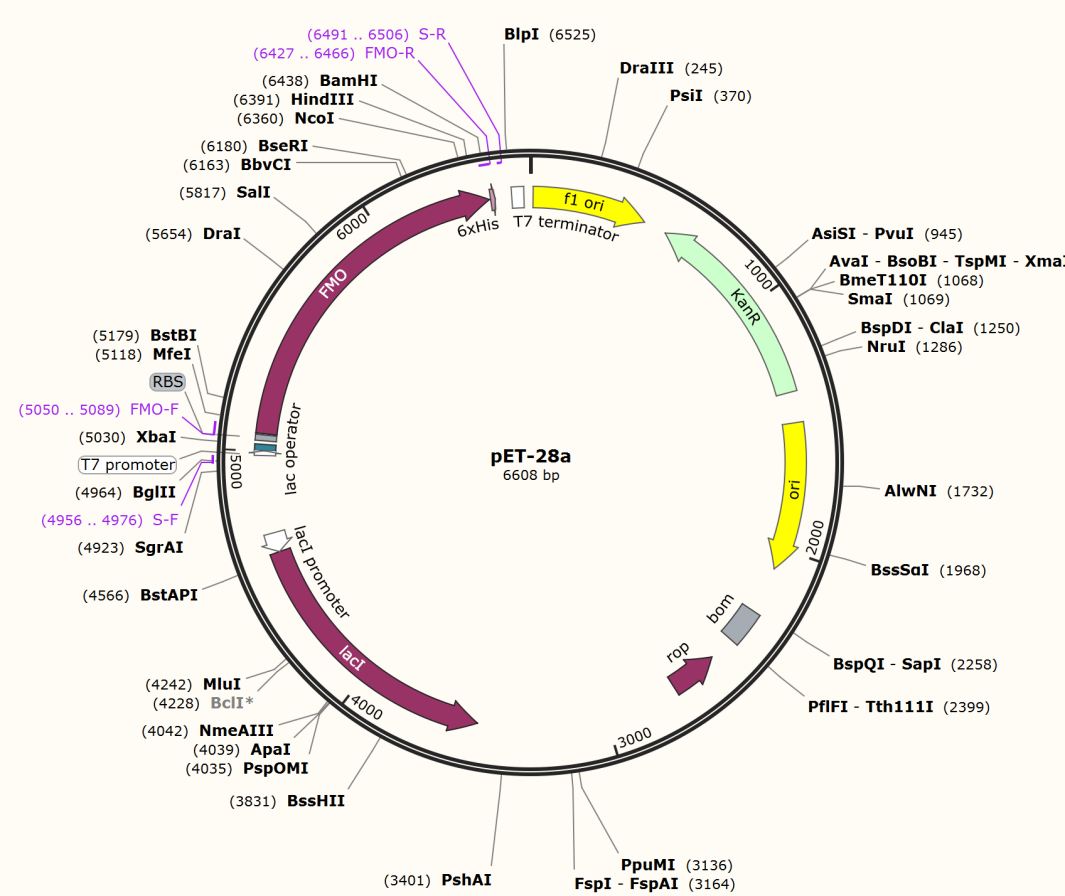 (6491 .. 6506) S-R
(6427 .. 6466) FMO-R
(6438) BamHI
(6391) HindIII
(6360) NcoI
(6180) BseRI
(6163) BbvCI
(5817) SalI
(5654) DraI
(5179) BstBI
(5118) MfeI
RBS
(5050 .. 5089) FMO-F
(5030) XbaI
T7 promoter
(4964) BglII
(4956 .. 4976) S-F
(4923) SgrAI
(4566) BstAPI
(4242) MluI
(4228) BclI*
(4042) NmeAIII
(4039) ApaI
(4035) PspOMI
(3831) BssHII
(3401) PshAI
BlpI (6525)
DraIII (245)
PsiI (370)
AsiSI - PvuI (945)
AvaI - BsoBI - TspMI - XmaI
BmeT110I (1068)
SmaI (1069)
BspDI - ClaI (1250)
NruI (1286)
AlwNI (1732)
BssSαI (1968)
BspQI - SapI (2258)
PflFI - Tth111I (2399)
PpuMI (3136)
FspI - FspAI (3164)
f1 ori
T7 terminator
6xHis
FMO
KanR
ori
bom
rop
lacI
lacI promoter
lac operator
1000
2000
3000
4000
5000
6000
pET-28a
6608 bp